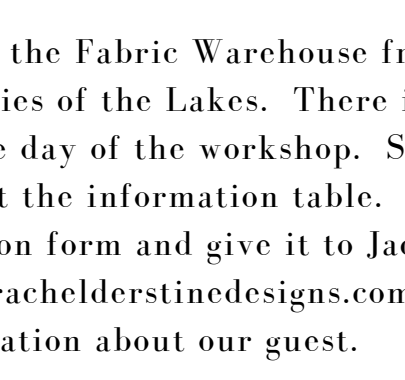 the Fabric Warehouse fr
ies of the Lakes. There i
e day of the workshop. S
t the information table.
on form and give it to Jac
rachelderstinedesigns.com
ation about our guest.